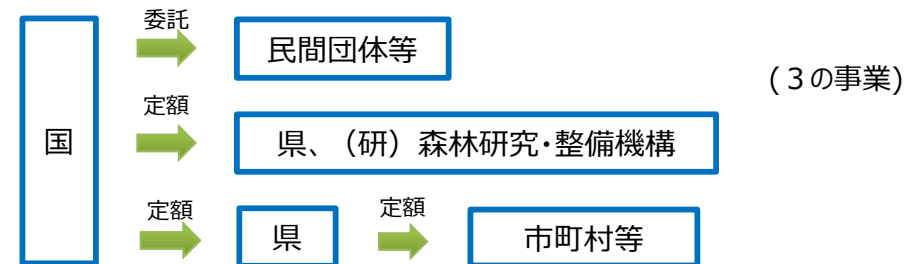 委託
民間団体等
(３の事業)
定額
国
県、（研）森林研究・整備機構
定額
定額
県
市町村等